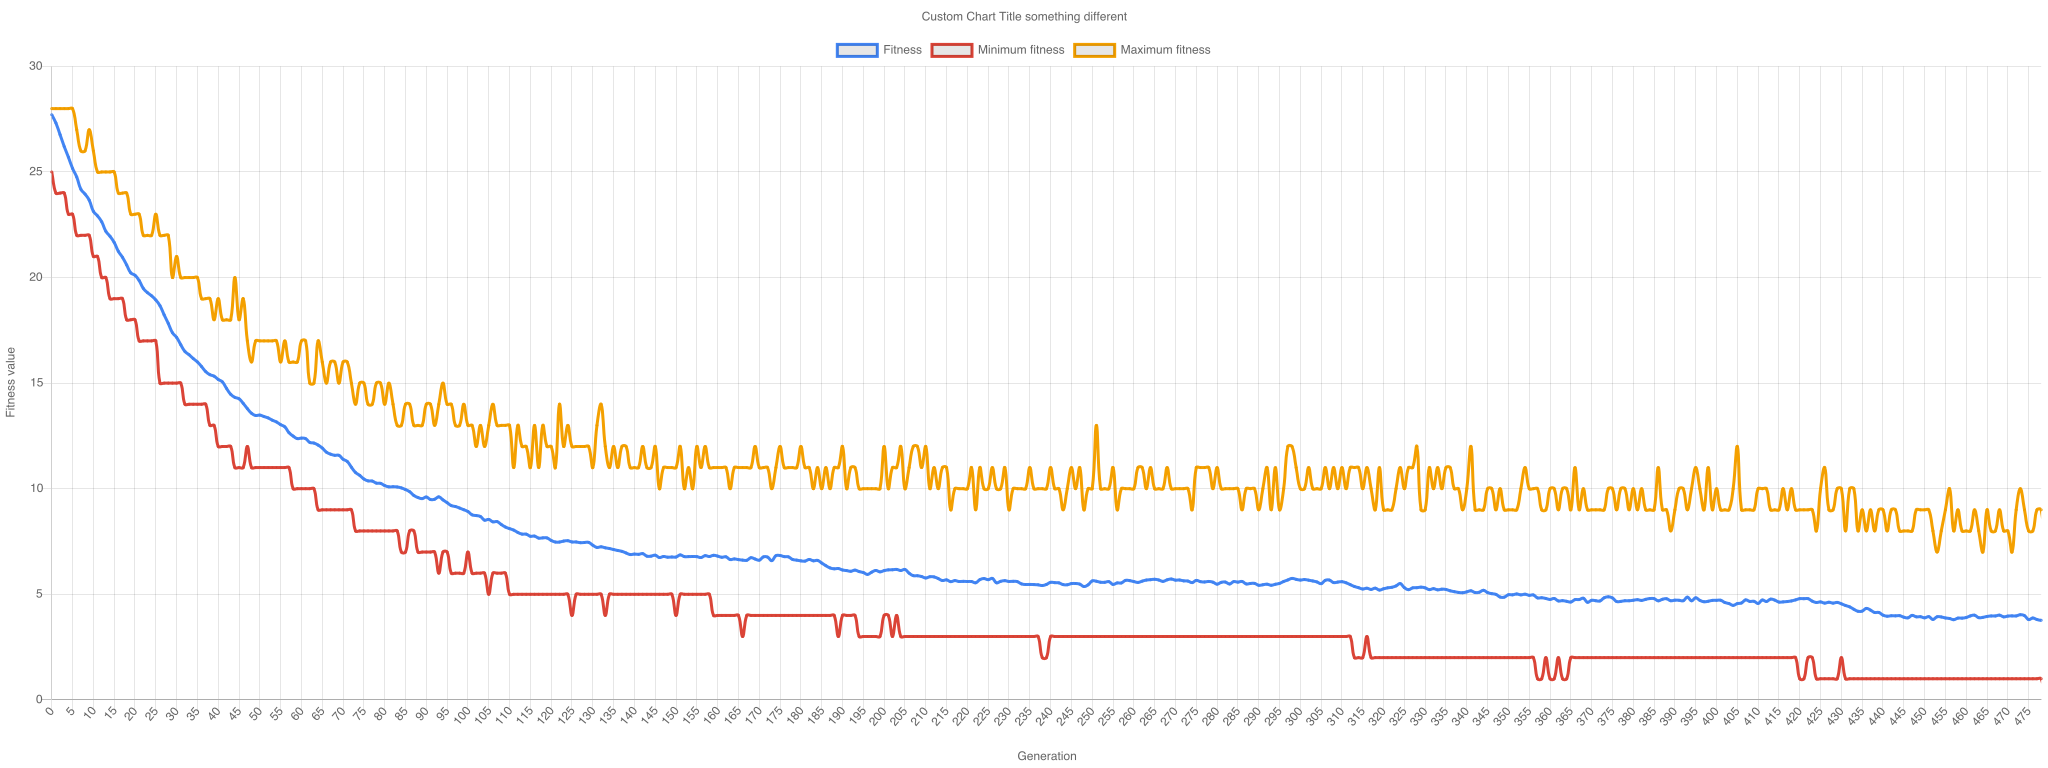 Custom Chart Title something different
Fitness Minimum fitness Maximum fitness
30
25
20
15
10
5
0
Fitness value
0 5 10 15 20 25 30 35 40 45 50 55 60 65 70 75 80 85 90 95 100 105 110 115 120 125 130 135 140 145 150 155 160 165 170 175 180 185 190 195 200 205 210 215 220 225 230 235 240 245 250 255 260 265 270 275 280 285 290 295 300 305 310 315 320 325 330 335 340 345 350 355 360 365 370 375 380 385 390 395 400 405 410 415 420 425 430 435 440 445 450 455 460 465 470 475
Generation